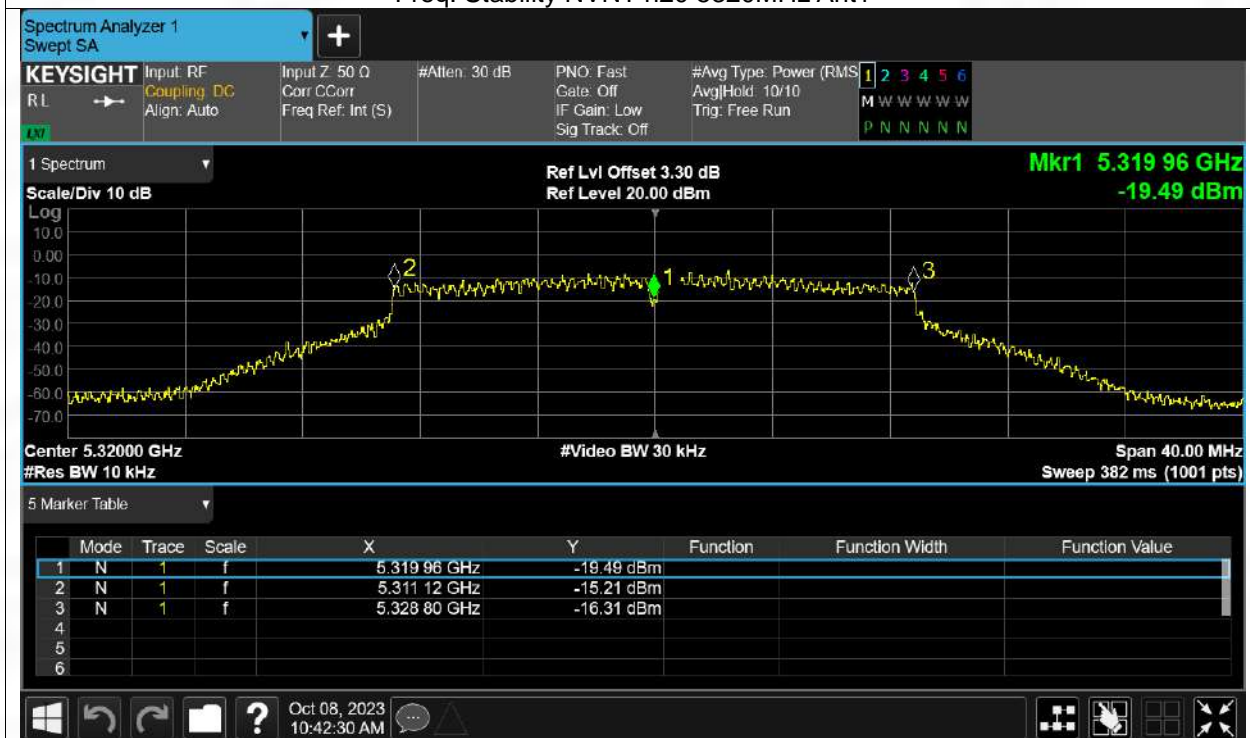 Spectrum Analyzer 1
Swept SA
+
KEYSIGHT
RL
LXI
Input: RF
Coupling: DC
Align: Auto
Input Z: 50 Ω
Corr CCorr
Freq Ref: Int (S)
#Atten: 30 dB
PNO: Fast
Gate: Off
IF Gain: Low
Sig Track: Off
#Avg Type: Power (RMS
Avg|Hold: 10/10
Trig: Free Run
1 2 3 4 5 6
M W W W W W
P N N N N N
1 Spectrum
Scale/Div 10 dB
Ref Lvl Offset 3.30 dB
Ref Level 20.00 dBm
Mkr1 5.319 96 GHz
-19.49 dBm
Log
10.0
0.00
-10.0
-20.0
-30.0
-40.0
-50.0
-60.0
-70.0
2
1
3
Center 5.32000 GHz
#Res BW 10 kHz
#Video BW 30 kHz
Span 40.00 MHz
Sweep 382 ms (1001 pts)
5 Marker Table
Mode Trace Scale X Y Function Function Width Function Value
1 N 1 f 5.319 96 GHz -19.49 dBm
2 N 1 f 5.311 12 GHz -15.21 dBm
3 N 1 f 5.328 80 GHz -16.31 dBm
4
5
6
?
Oct 08, 2023
10:42:30 AM